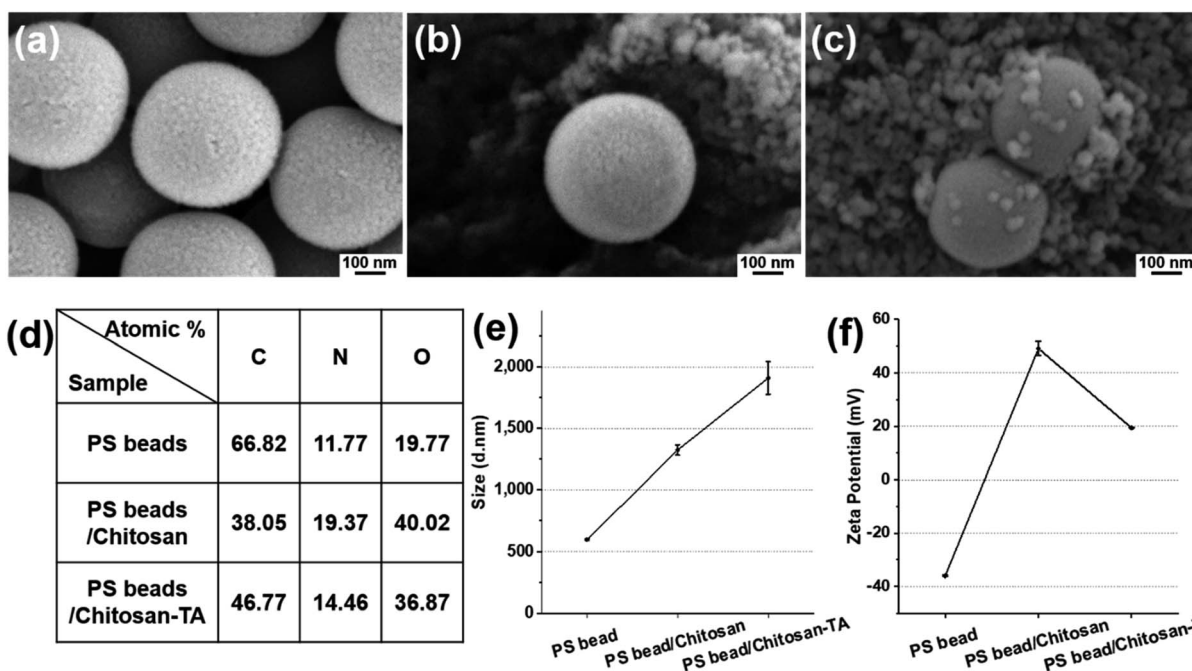 (a)
100 nm
(b)
100 nm
(c)
100 nm
(d)
Atomic %
Sample
C N O
PS beads 66.82 11.77 19.77
PS beads
/Chitosan
38.05 19.37 40.02
PS beads
/Chitosan-TA
46.77 14.46 36.87
(e)
Size (d.nm)
2,000
1,500
1,000
500
0
PS bead
PS bead/Chitosan
PS bead/Chitosan-TA
(f)
Zeta Potential (mV)
60
40
20
0
-20
-40
PS bead
PS bead/Chitosan
PS bead/Chitosan-T